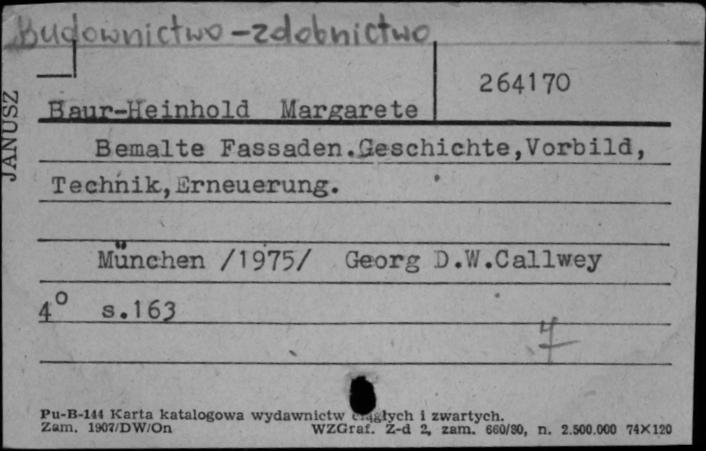 Budownictwo-zdobnictwo
264170
JANUSZ
Baur-Heinhold Margarete
Bemalte Fassaden.Geschichte,Vorbild,
Technik,Erneuerung.
München /1975/ Georg D.W.Callwey
4° s.163
Pu-B-144 Karta katalogowa wydawnictw ciągłych i zwartych.
Zam. 1907/DW/On WZGraf. Z-d 2, zam. 660/80, n. 2.500.000 74×120